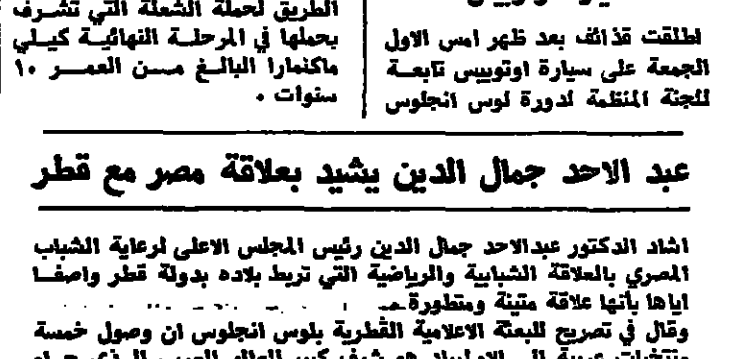 اطلقت قذائف بعد ظهر امس الاول
الجمعة على سيارة اوتوبيس تابعة
للجنة المنظمة لدورة لوس انجلوس
الطريق لحملة الشعلة التي تشرف
بحملها في المرحلة النهائية كيلي
ماكنمارا البالغ من العمر ١٠
سنوات .
عبد الاحد جمال الدين يشيد بعلاقة مصر مع قطر
اشاد الدكتور عبدالاحد جمال الدين رئيس المجلس الاعلى لرعاية الشباب
المصري بالعلاقة الشبابية والرياضية التي تربط بلاده بدولة قطر واصفا
اياها بأنها علاقة متينة ومتطورة
وقال في تصريح للبعثة الاعلامية القطرية بلوس انجلوس ان وصول خمسة